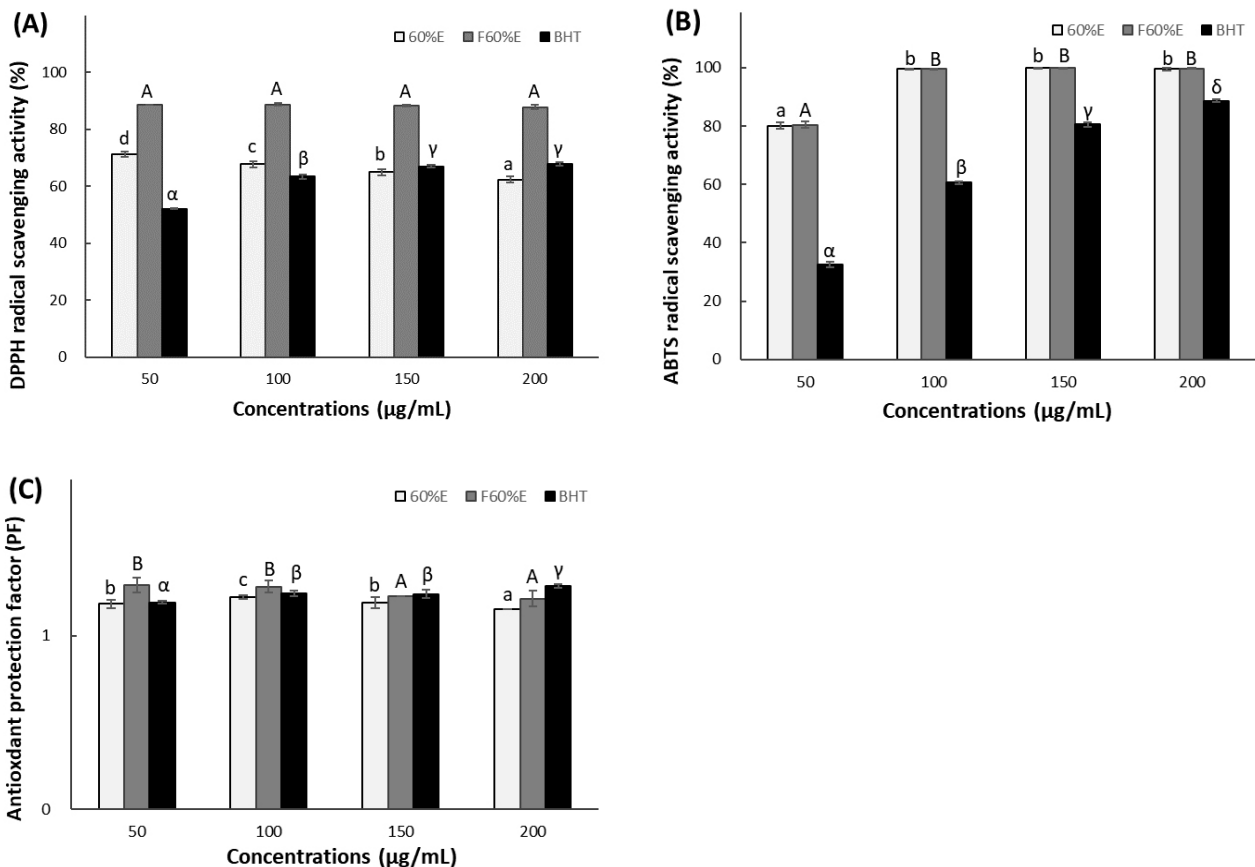 (A)
60%E F60%E BHT
DPPH radical scavenging activity (%)
100
80
60
40
20
0
d A α
c A β
b A γ
a A γ
50 100 150 200
Concentrations (µg/mL)
(B)
60%E F60%E BHT
ABTS radical scavenging activity (%)
100
80
60
40
20
0
a A α
b B β
b B γ
b B δ
50 100 150 200
Concentrations (µg/mL)
(C)
60%E F60%E BHT
Antioxdant protection factor (PF)
1
0
b B α
c B β
b A β
a A γ
50 100 150 200
Concentrations (µg/mL)